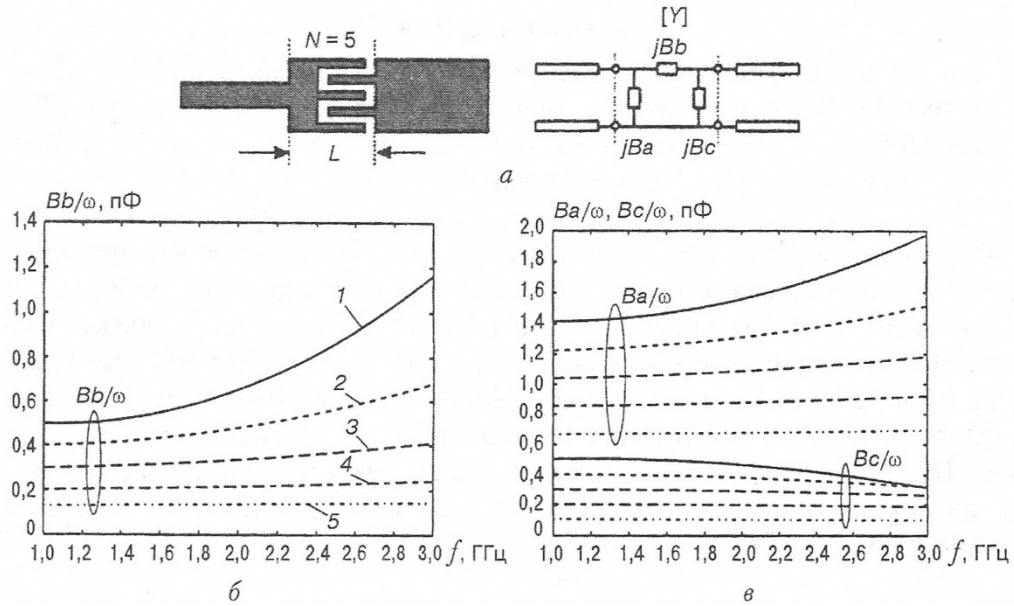 N = 5
L
[Y]
jBb
jBa
jBc
а
Bb/ω, пФ
1,4
1,2
1,0
0,8
0,6
0,4
0,2
0
Bb/ω
1
2
3
4
5
1,0 1,2 1,4 1,6 1,8 2,0 2,2 2,4 2,6 2,8 3,0 f, ГГц
б
Ba/ω, Bc/ω, пФ
2,0
1,8
1,6
1,4
1,2
1,0
0,8
0,6
0,4
0,2
0
Ba/ω
Bc/ω
1,0 1,2 1,4 1,6 1,8 2,0 2,2 2,4 2,6 2,8 3,0 f, ГГц
в